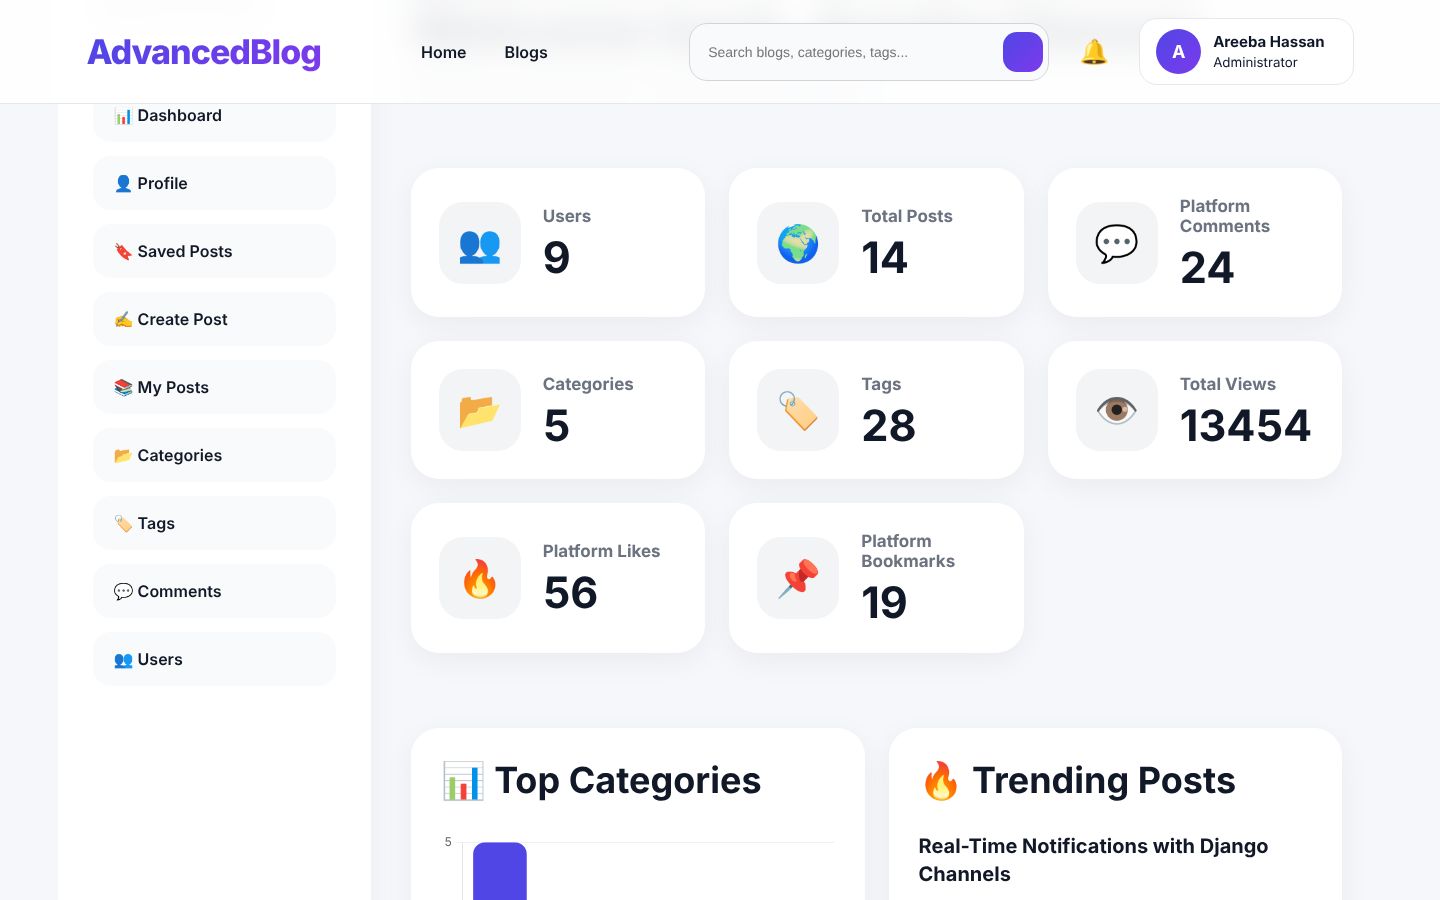 AdvancedBlog
Home
Blogs
Search blogs, categories, tags...
A
Areeba Hassan
Administrator
📊 Dashboard
👤 Profile
🔖 Saved Posts
✍️ Create Post
📚 My Posts
📂 Categories
🏷️ Tags
💬 Comments
👥 Users
Users
9
Total Posts
14
Platform
Comments
24
Categories
5
Tags
28
Total Views
13454
Platform Likes
56
Platform
Bookmarks
19
📊 Top Categories
5
🔥 Trending Posts
Real-Time Notifications with Django
Channels